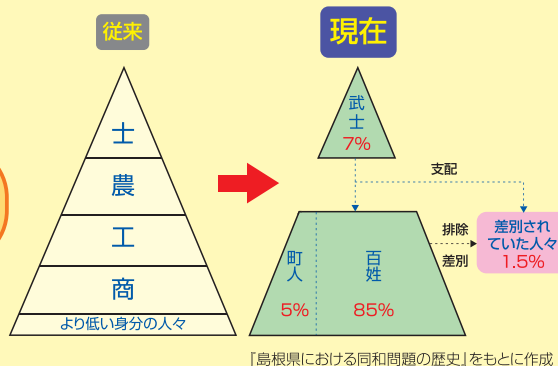 従来
現在
士
農
工
商
より低い身分の人々
武士
7%
支配
町人
5%
百姓
85%
排除
差別
差別され
ていた人々
1.5%
『島根県における同和問題の歴史』をもとに作成